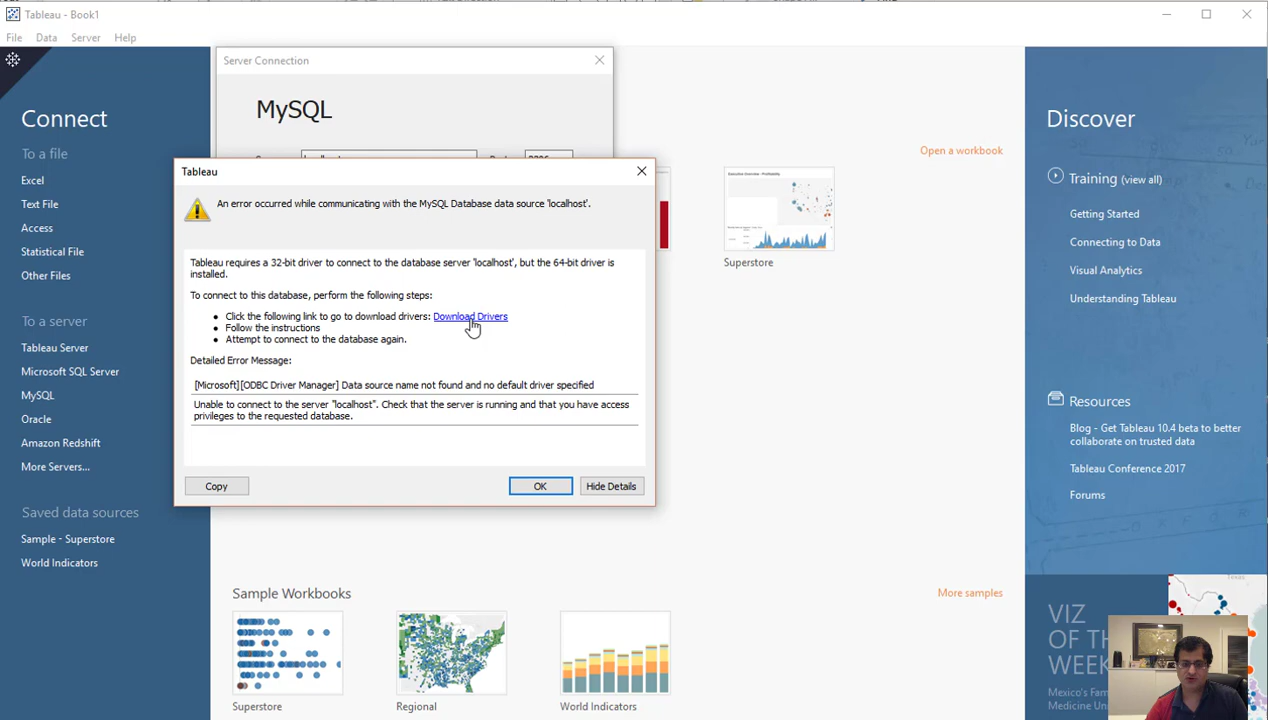 Tableau - Book1
File Data Server Help
Connect
To a file
Excel
Text File
Access
Statistical File
Other Files
To a server
Tableau Server
Microsoft SQL Server
MySQL
Oracle
Amazon Redshift
More Servers...
Saved data sources
Sample - Superstore
World Indicators
Server Connection
MySQL
Tableau
An error occurred while communicating with the MySQL Database data source 'localhost'.
Tableau requires a 32-bit driver to connect to the database server 'localhost', but the 64-bit driver is
installed.
To connect to this database, perform the following steps:
Click the following link to go to download drivers: Download Drivers
Follow the instructions
Attempt to connect to the database again.
Detailed Error Message:
[Microsoft][ODBC Driver Manager] Data source name not found and no default driver specified
Unable to connect to the server "localhost". Check that the server is running and that you have access
privileges to the requested database.
Copy OK Hide Details
Open a workbook
Superstore
Sample Workbooks
More samples
Superstore
Regional
World Indicators
Discover
Training (view all)
Getting Started
Connecting to Data
Visual Analytics
Understanding Tableau
Resources
Blog - Get Tableau 10.4 beta to better
collaborate on trusted data
Tableau Conference 2017
Forums
VIZ
OF TH
WEEK
Mexico's Fam
Medicine Un